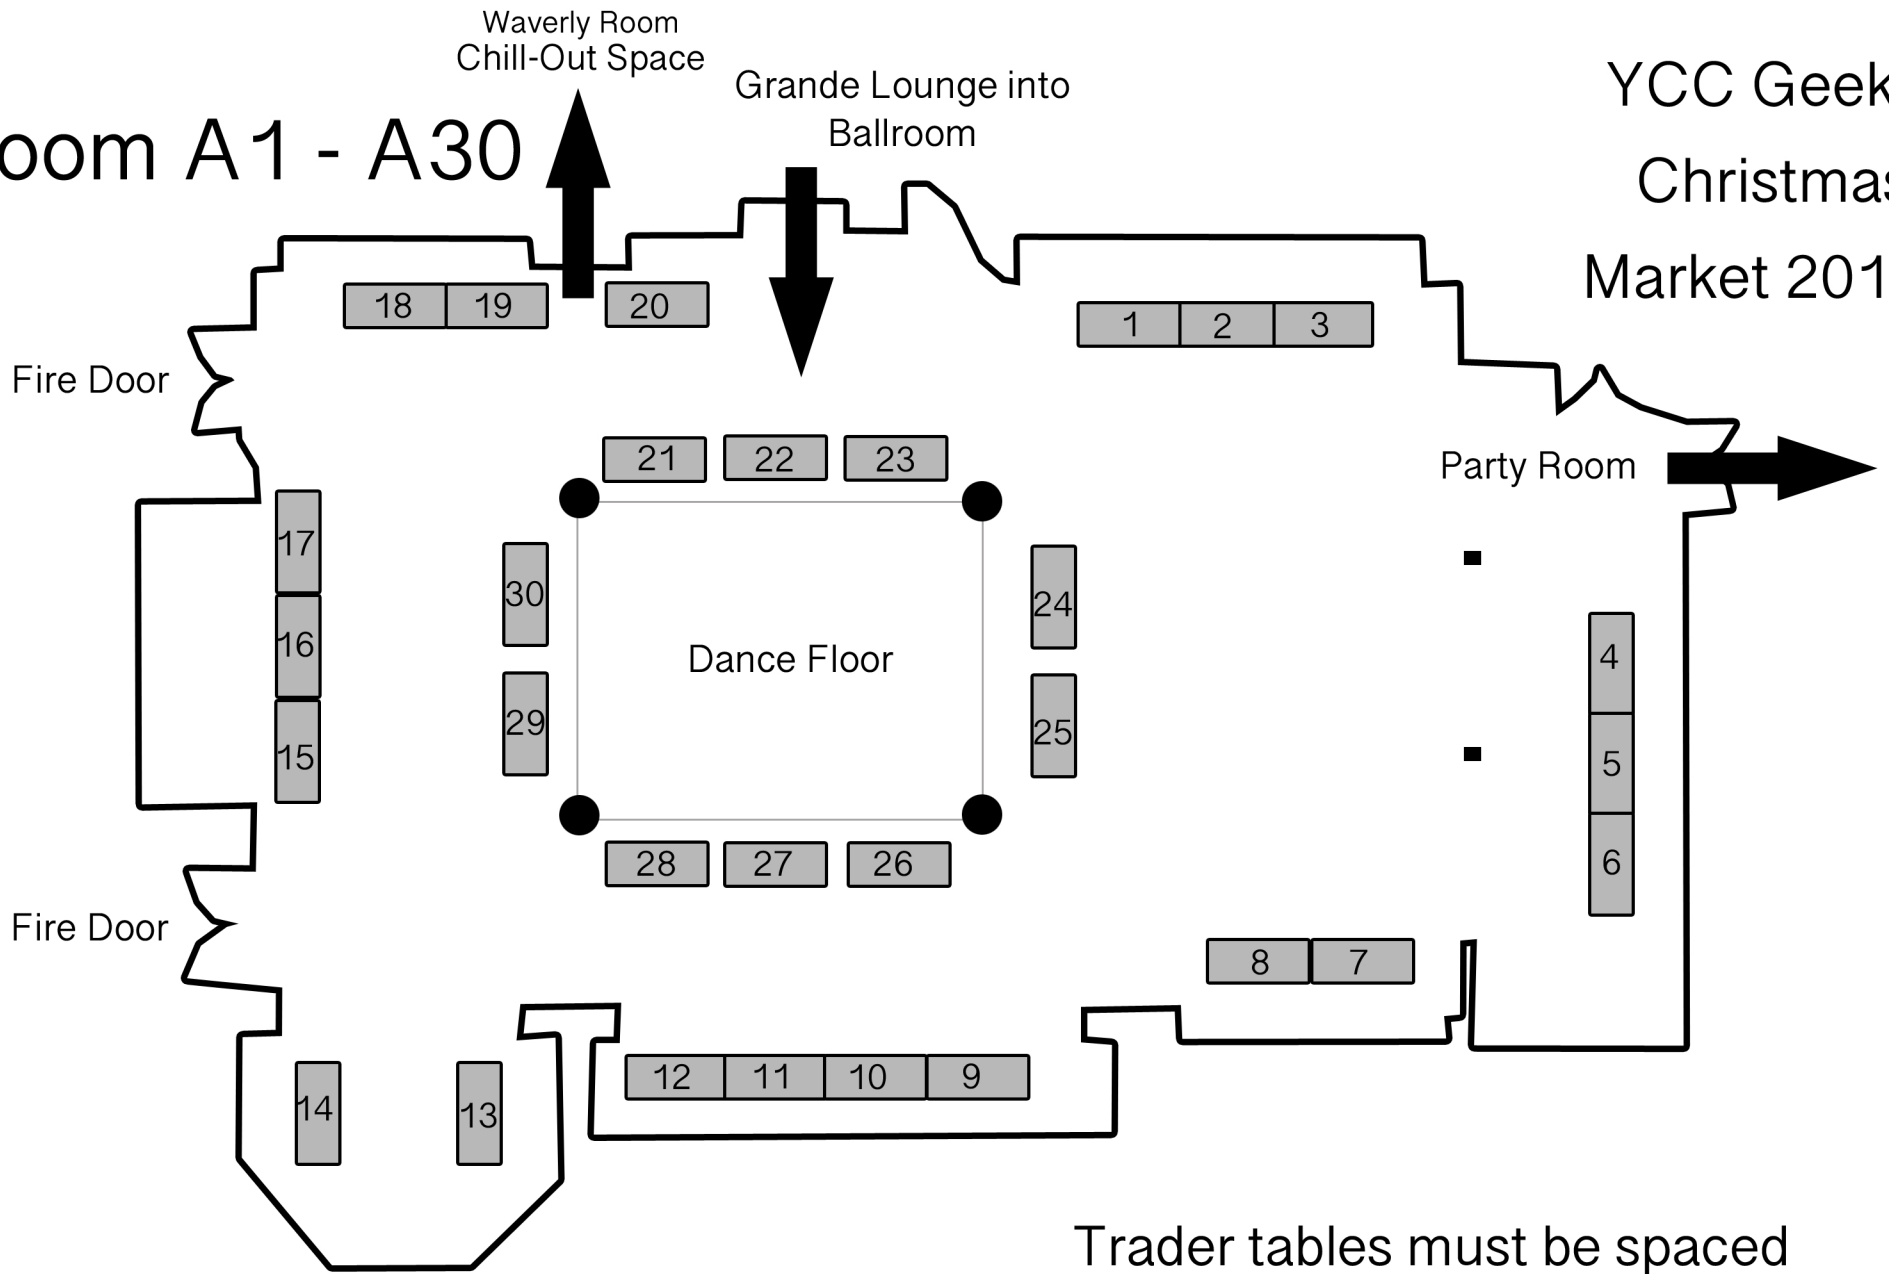 Waverly Room
Chill-Out Space
Grande Lounge into
Ballroom
YCC Geek
oom A1 - A30
Christmas
Market 201
18 19 20
1 2 3
Fire Door
21 22 23
Party Room
17
30
24
16
Dance Floor
4
29
25
15
5
28 27 26
6
Fire Door
8 7
12 11 10 9
14 13
Trader tables must be spaced